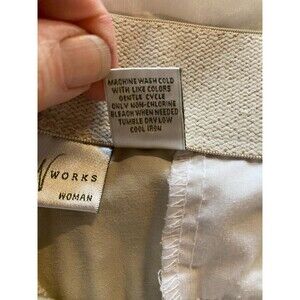 MACHINE WASH COLD
WITH LIKE COLORS
GENTLE CYCLE
ONLY NON-CHLORINE
BLEACH WHEN NEEDED
TUMBLE DRY LOW
COOL IRON
WORKS
WOMAN